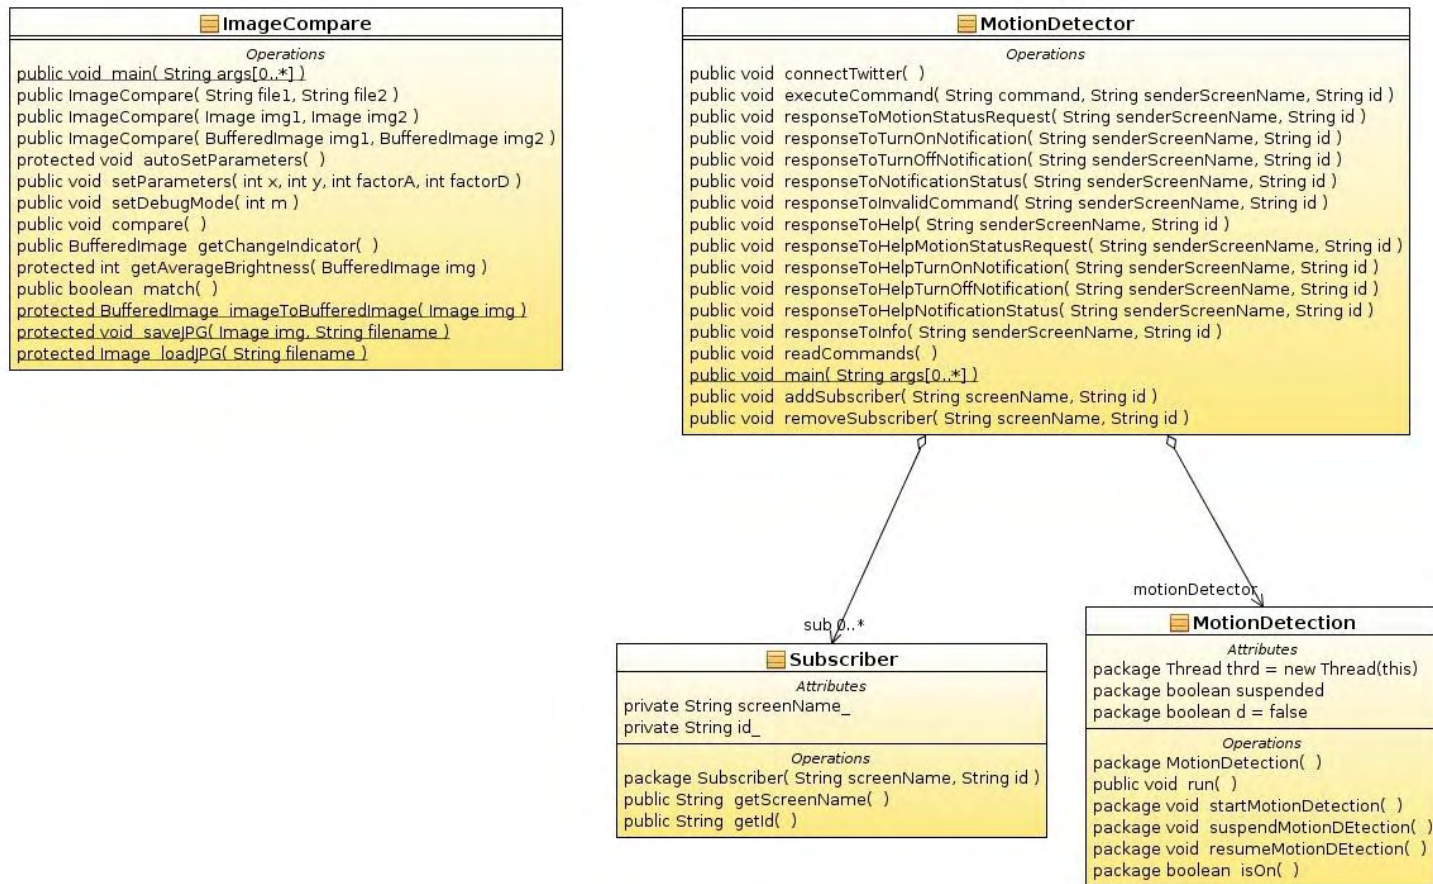 ImageCompare
Operations
public void main( String args[0..*] )
public ImageCompare( String file1, String file2 )
public ImageCompare( Image img1, Image img2 )
public ImageCompare( BufferedImage img1, BufferedImage img2 )
protected void autoSetParameters( )
public void setParameters( int x, int y, int factorA, int factorD )
public void setDebugMode( int m )
public void compare( )
public BufferedImage getChangeIndicator( )
protected int getAverageBrightness( BufferedImage img )
public boolean match( )
protected BufferedImage imageToBufferedImage( Image img )
protected void saveJPG( Image img, String filename )
protected Image loadJPG( String filename )
MotionDetector
Operations
public void connectTwitter( )
public void executeCommand( String command, String senderScreenName, String id )
public void responseToMotionStatusRequest( String senderScreenName, String id )
public void responseToTurnOnNotification( String senderScreenName, String id )
public void responseToTurnOffNotification( String senderScreenName, String id )
public void responseToNotificationStatus( String senderScreenName, String id )
public void responseToInvalidCommand( String senderScreenName, String id )
public void responseToHelp( String senderScreenName, String id )
public void responseToHelpMotionStatusRequest( String senderScreenName, String id )
public void responseToHelpTurnOnNotification( String senderScreenName, String id )
public void responseToHelpTurnOffNotification( String senderScreenName, String id )
public void responseToHelpNotificationStatus( String senderScreenName, String id )
public void responseToInfo( String senderScreenName, String id )
public void readCommands( )
public void main( String args[0..*] )
public void addSubscriber( String screenName, String id )
public void removeSubscriber( String screenName, String id )
sub 0..*
Subscriber
Attributes
private String screenName_
private String id_
Operations
package Subscriber( String screenName, String id )
public String getScreenName( )
public String getId( )
motionDetector
MotionDetection
Attributes
package Thread thrd = new Thread(this)
package boolean suspended
package boolean d = false
Operations
package MotionDetection( )
public void run( )
package void startMotionDetection( )
package void suspendMotionDEtection( )
package void resumeMotionDEtection( )
package boolean isOn( )